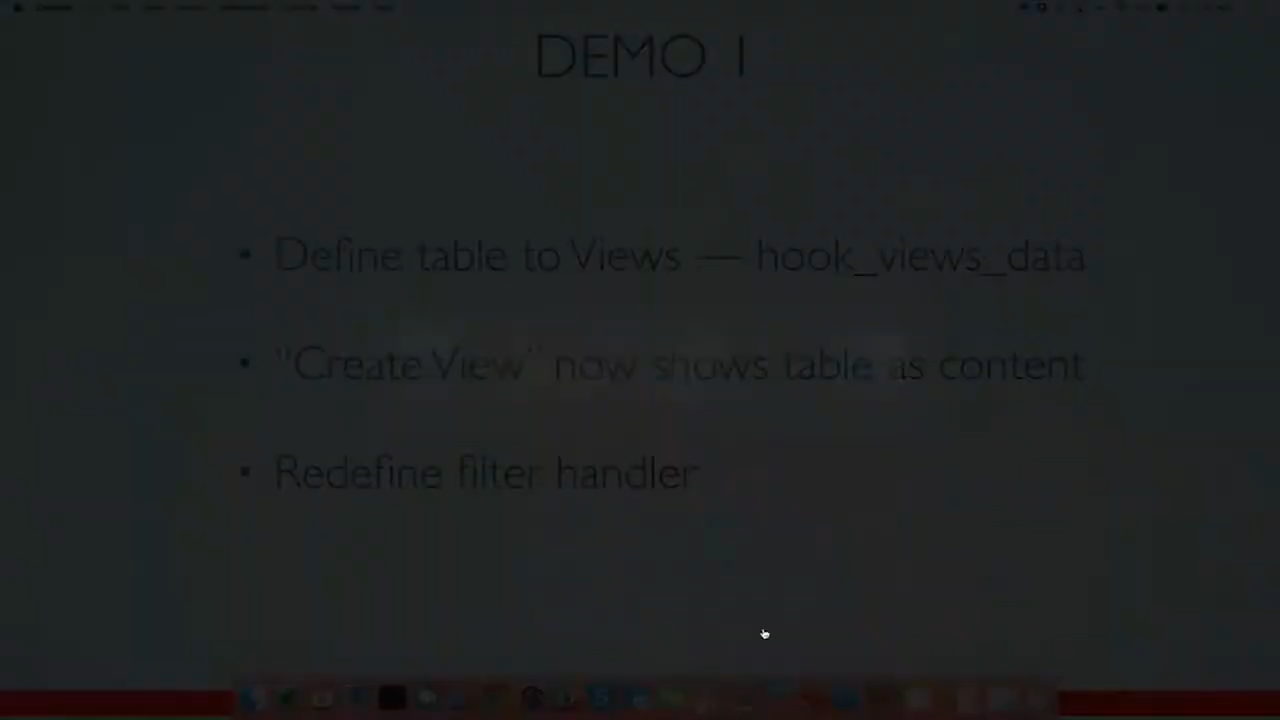 DEMO 1
• Define table to Views — hook_views_data
• "Create View" now shows table as content
• Redefine filter handler